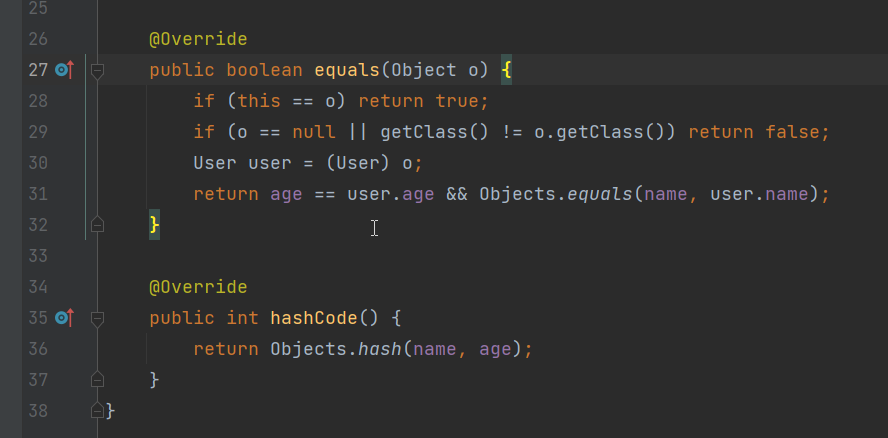 25
26 @Override
27 public boolean equals(Object o) {
28 if (this == o) return true;
29 if (o == null || getClass() != o.getClass()) return false;
30 User user = (User) o;
31 return age == user.age && Objects.equals(name, user.name);
32 }
33
34 @Override
35 public int hashCode() {
36 return Objects.hash(name, age);
37 }
38 }